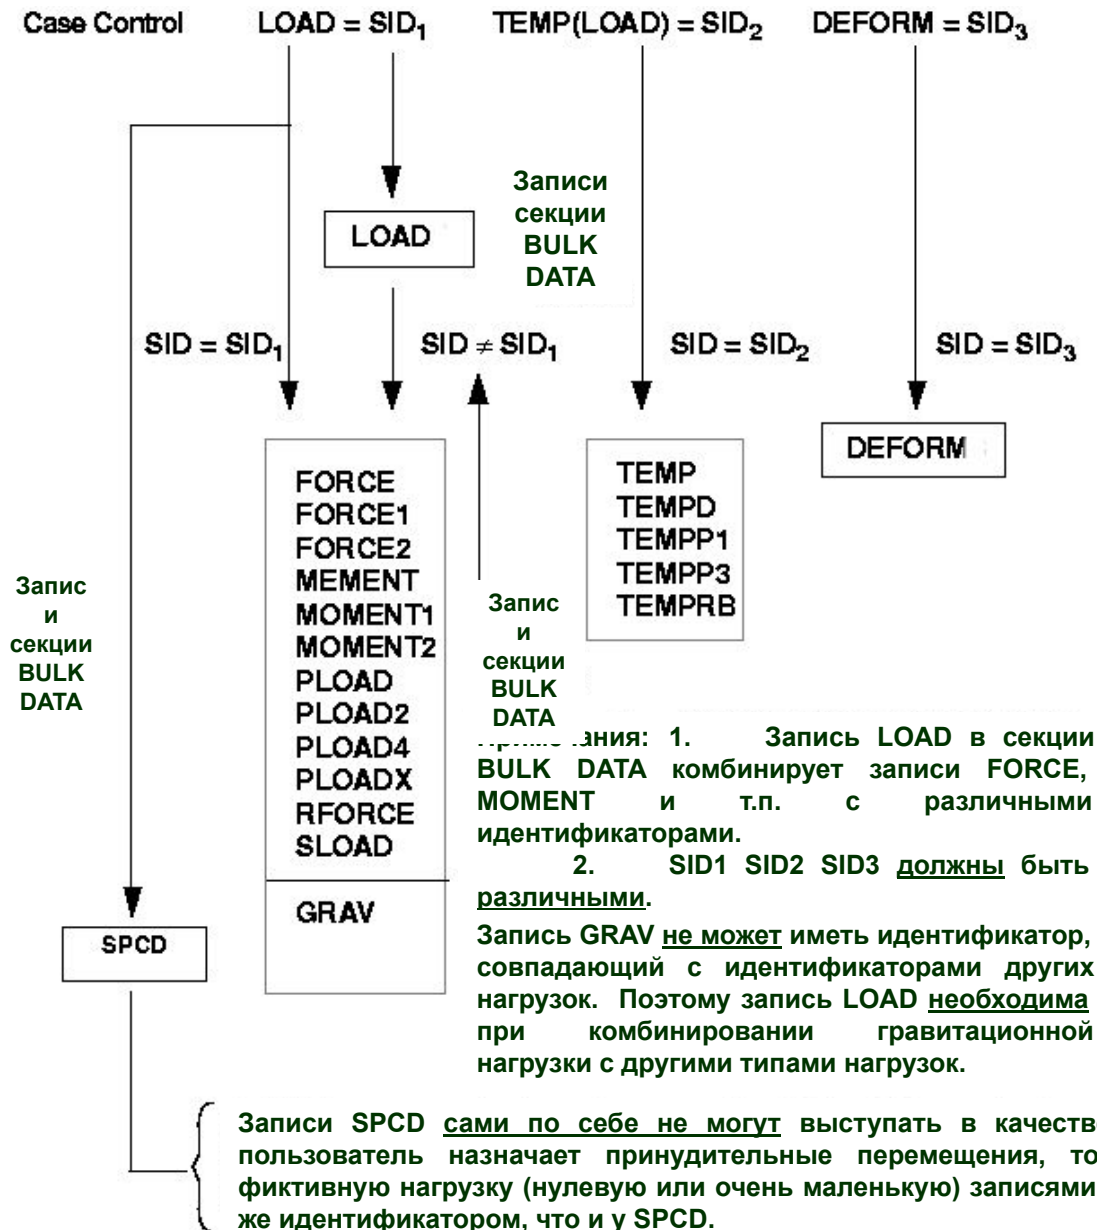 Case Control LOAD = SID₁ TEMP(LOAD) = SID₂ DEFORM = SID₃
Записи
секции
BULK
DATA
LOAD
SID = SID₁ SID ≠ SID₁ SID = SID₂ SID = SID₃
FORCE
FORCE1
FORCE2
MEMENT
MOMENT1
MOMENT2
PLOAD
PLOAD2
PLOAD4
PLOADX
RFORCE
SLOAD
GRAV
TEMP
TEMPD
TEMPP1
TEMPP3
TEMPRB
DEFORM
Запис
и
секции
BULK
DATA
Запис
и
секции
BULK
DATA
SPCD
1. Запись LOAD в секции
BULK DATA комбинирует записи FORCE,
MOMENT и т.п. с различными
идентификаторами.
2. SID1 SID2 SID3 должны быть
различными.
Запись GRAV не может иметь идентификатор,
совпадающий с идентификаторами других
нагрузок. Поэтому запись LOAD необходима
при комбинировании гравитационной
нагрузки с другими типами нагрузок.
Записи SPCD сами по себе не могут выступать в качеств
пользователь назначает принудительные перемещения, то
фиктивную нагрузку (нулевую или очень маленькую) записями
же идентификатором, что и у SPCD.